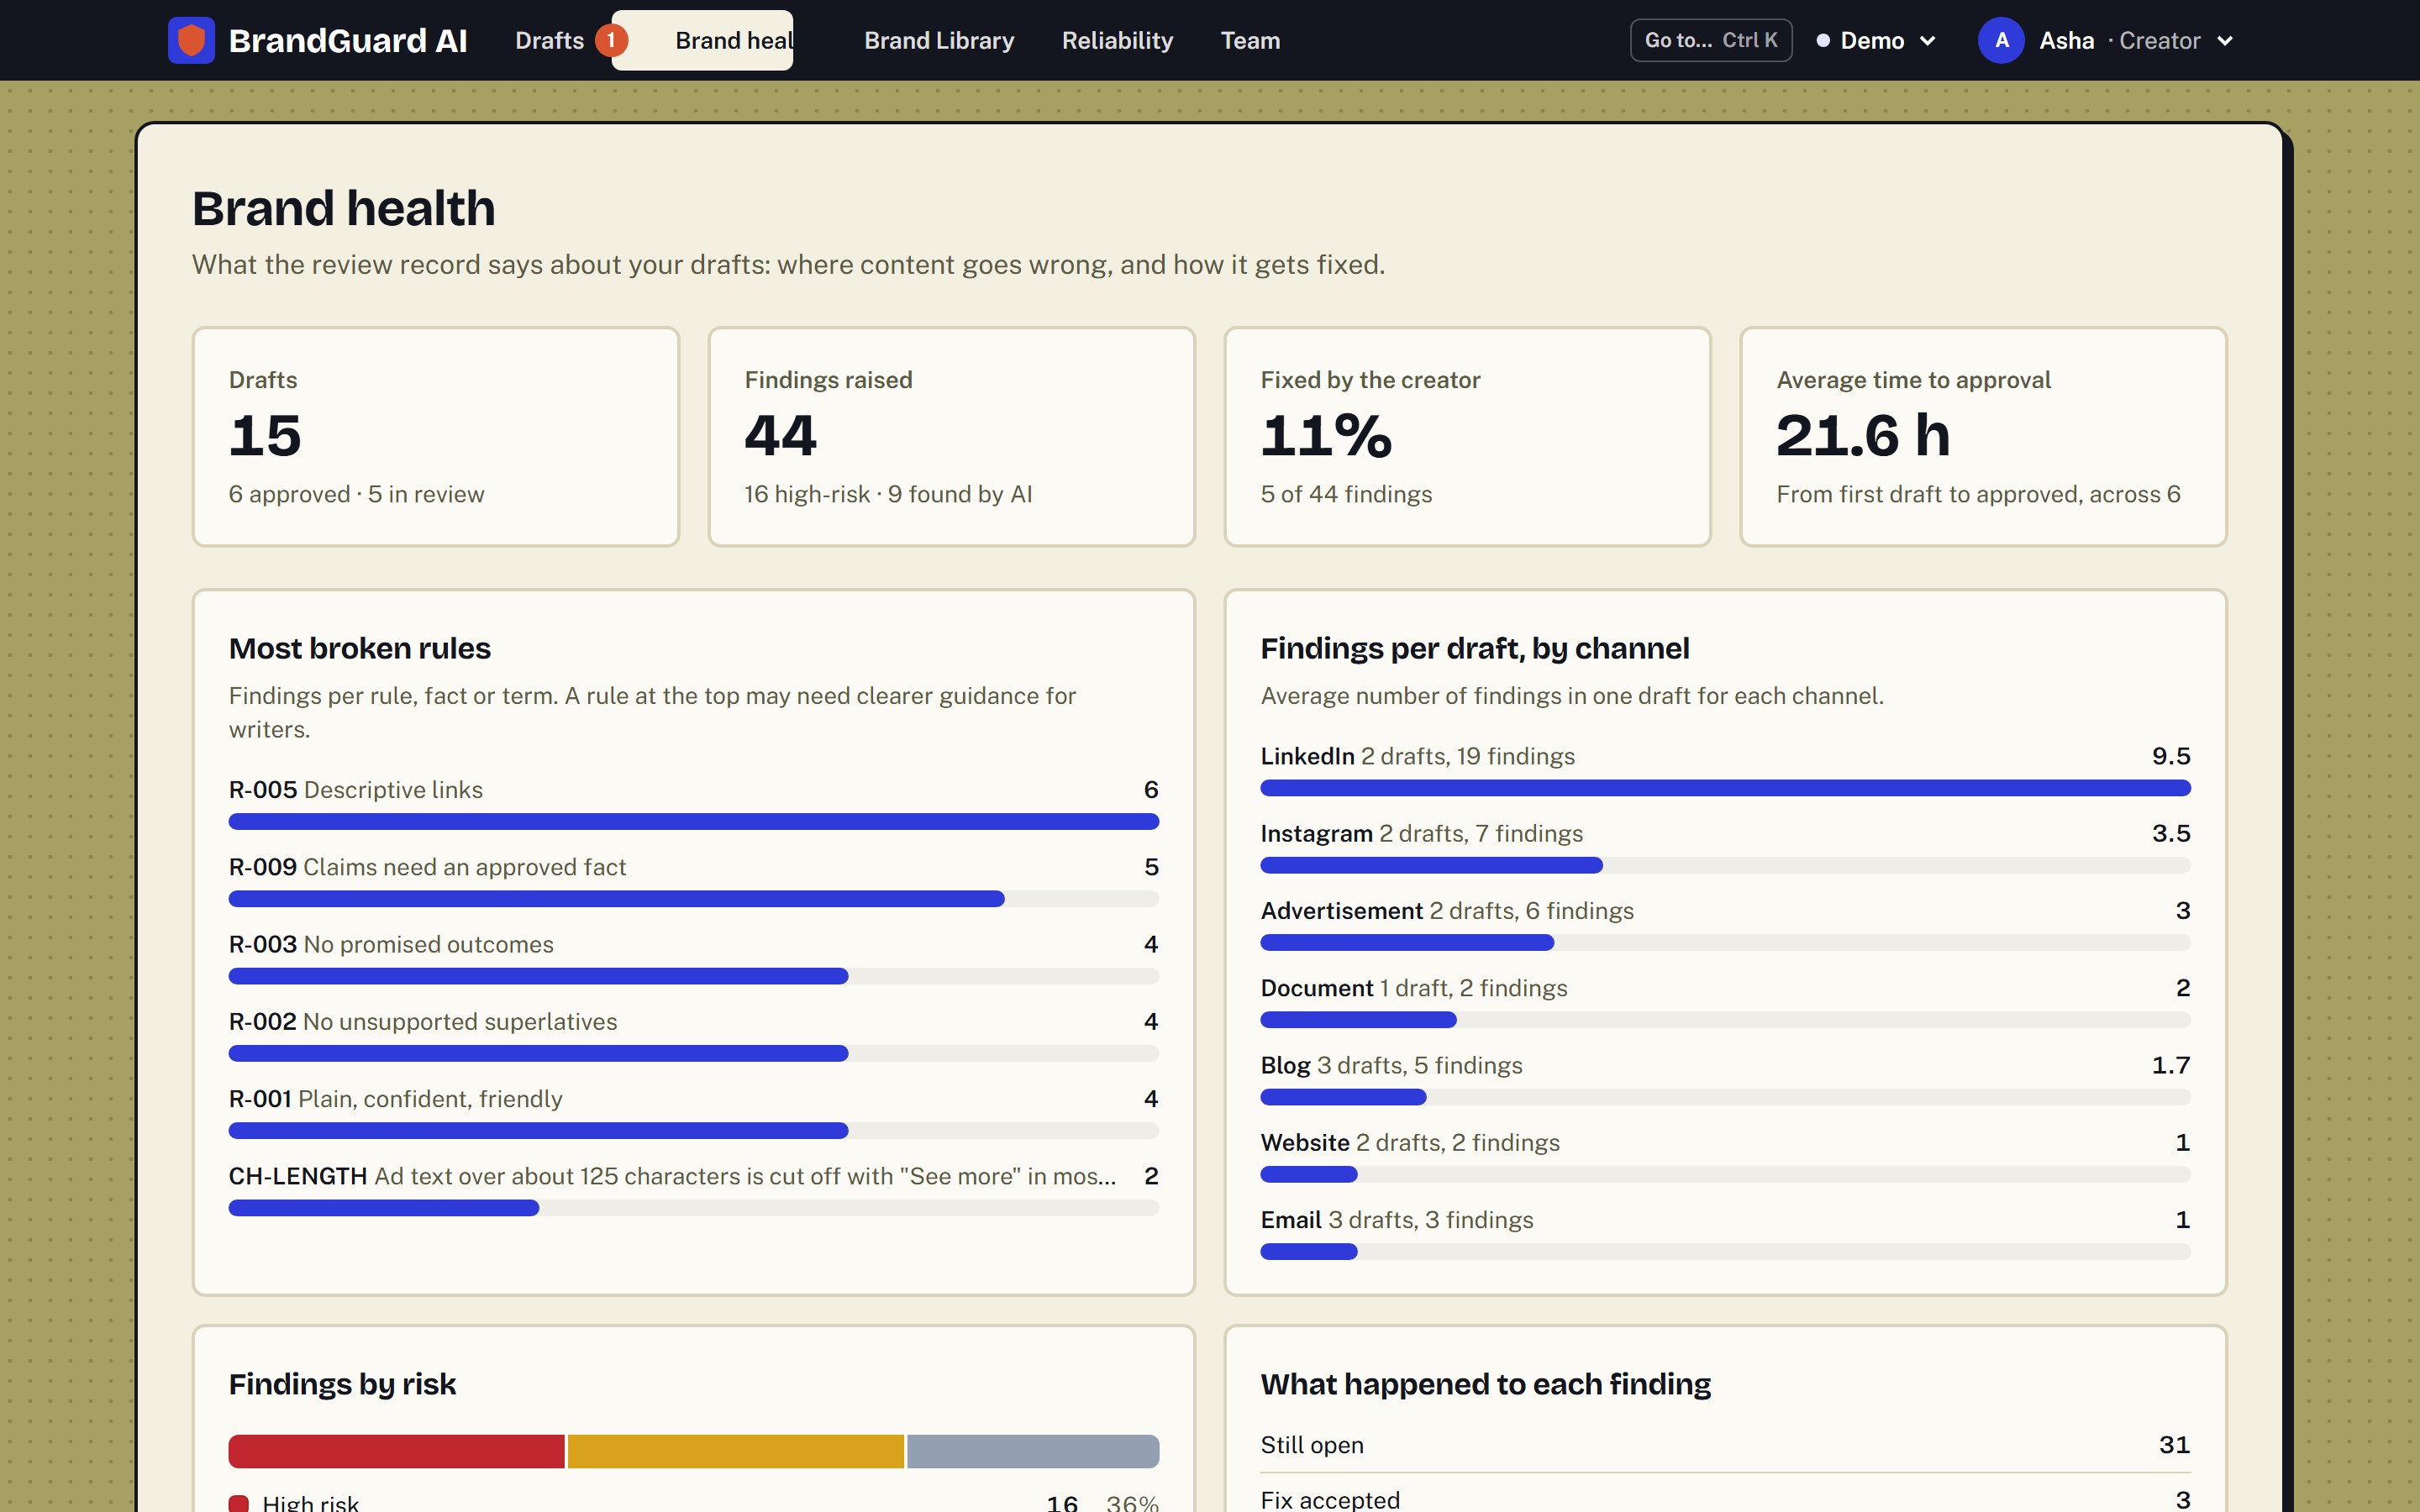 BrandGuard AI
Drafts 1
Brand heal
Brand Library
Reliability
Team
Go to... Ctrl K
Demo
A
Asha · Creator
Brand health
What the review record says about your drafts: where content goes wrong, and how it gets fixed.
Drafts
15
6 approved · 5 in review
Findings raised
44
16 high-risk · 9 found by AI
Fixed by the creator
11%
5 of 44 findings
Average time to approval
21.6 h
From first draft to approved, across 6
Most broken rules
Findings per rule, fact or term. A rule at the top may need clearer guidance for
writers.
R-005 Descriptive links 6
R-009 Claims need an approved fact 5
R-003 No promised outcomes 4
R-002 No unsupported superlatives 4
R-001 Plain, confident, friendly 4
CH-LENGTH Ad text over about 125 characters is cut off with "See more" in mos... 2
Findings per draft, by channel
Average number of findings in one draft for each channel.
LinkedIn 2 drafts, 19 findings 9.5
Instagram 2 drafts, 7 findings 3.5
Advertisement 2 drafts, 6 findings 3
Document 1 draft, 2 findings 2
Blog 3 drafts, 5 findings 1.7
Website 2 drafts, 2 findings 1
Email 3 drafts, 3 findings 1
Findings by risk
High risk 16 36%
What happened to each finding
Still open 31
Fix accepted 3